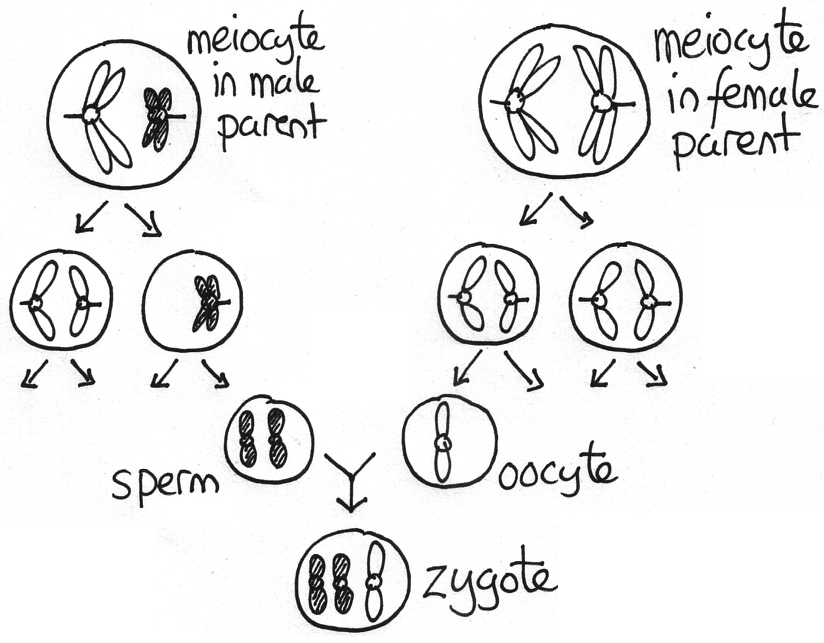 meiocyte
in male
parent
meiocyte
in female
parent
sperm
oocyte
zygote